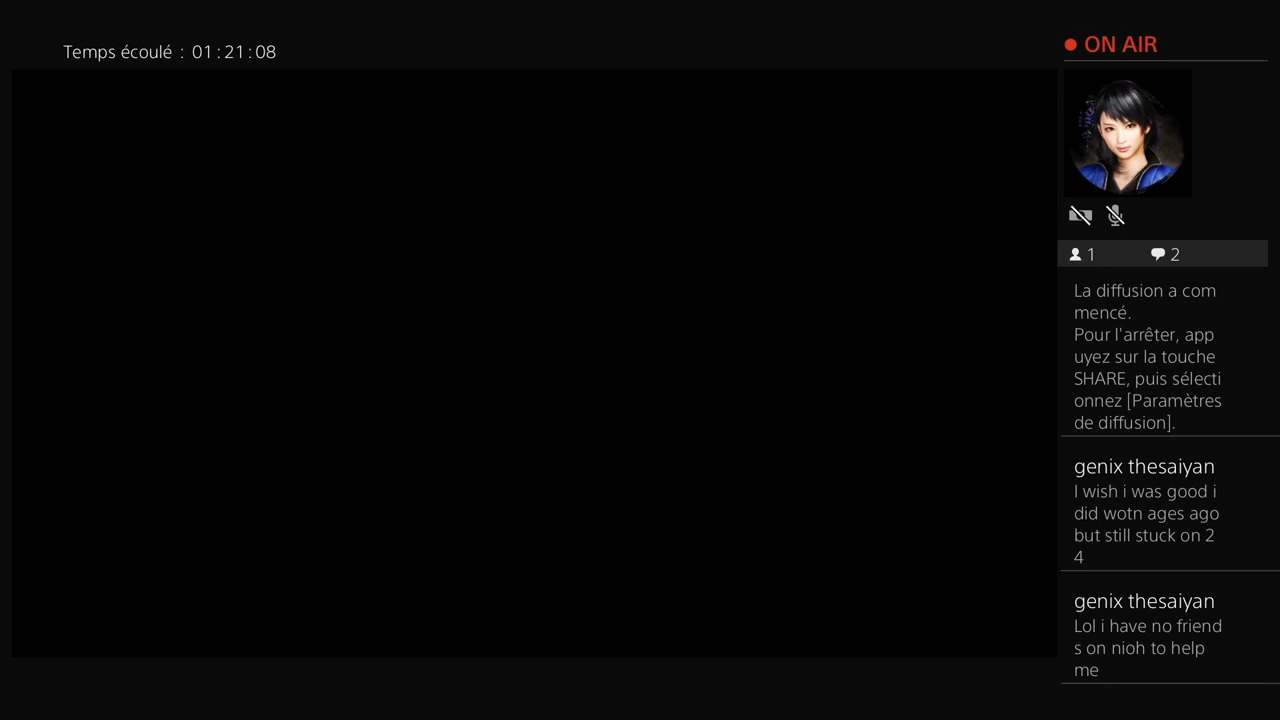 Temps écoulé : 01:21:08
ON AIR
1 2
La diffusion a com
mencé.
Pour l'arrêter, app
uyez sur la touche
SHARE, puis sélecti
onnez [Paramètres
de diffusion].
genix thesaiyan
I wish i was good i
did wotn ages ago
but still stuck on 2
4
genix thesaiyan
Lol i have no friend
s on nioh to help
me